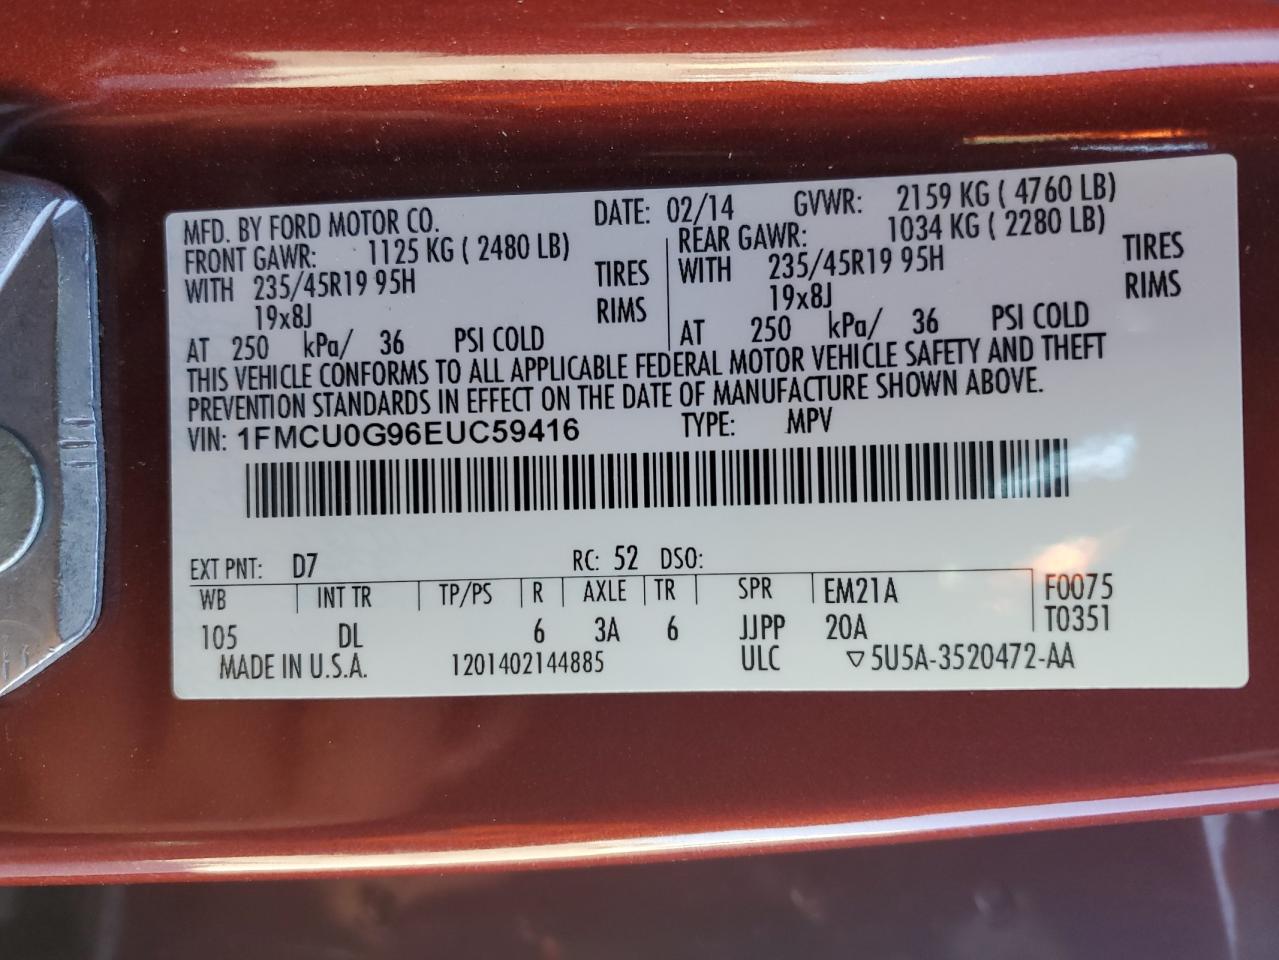 MFD. BY FORD MOTOR CO. DATE: 02/14 GVWR: 2159 KG ( 4760 LB)
FRONT GAWR: 1125 KG ( 2480 LB) REAR GAWR: 1034 KG ( 2280 LB)
WITH 235/45R19 95H TIRES WITH 235/45R19 95H TIRES
19x8J RIMS 19x8J RIMS
AT 250 kPa/ 36 PSI COLD AT 250 kPa/ 36 PSI COLD
THIS VEHICLE CONFORMS TO ALL APPLICABLE FEDERAL MOTOR VEHICLE SAFETY AND THEFT
PREVENTION STANDARDS IN EFFECT ON THE DATE OF MANUFACTURE SHOWN ABOVE.
VIN: 1FMCU0G96EUC59416 TYPE: MPV
EXT PNT: D7 RC: 52 DSO:
WB INT TR TP/PS R AXLE TR SPR EM21A F0075
105 DL 6 3A 6 JJPP 20A T0351
MADE IN U.S.A. 1201402144885 ULC ▽5U5A-3520472-AA